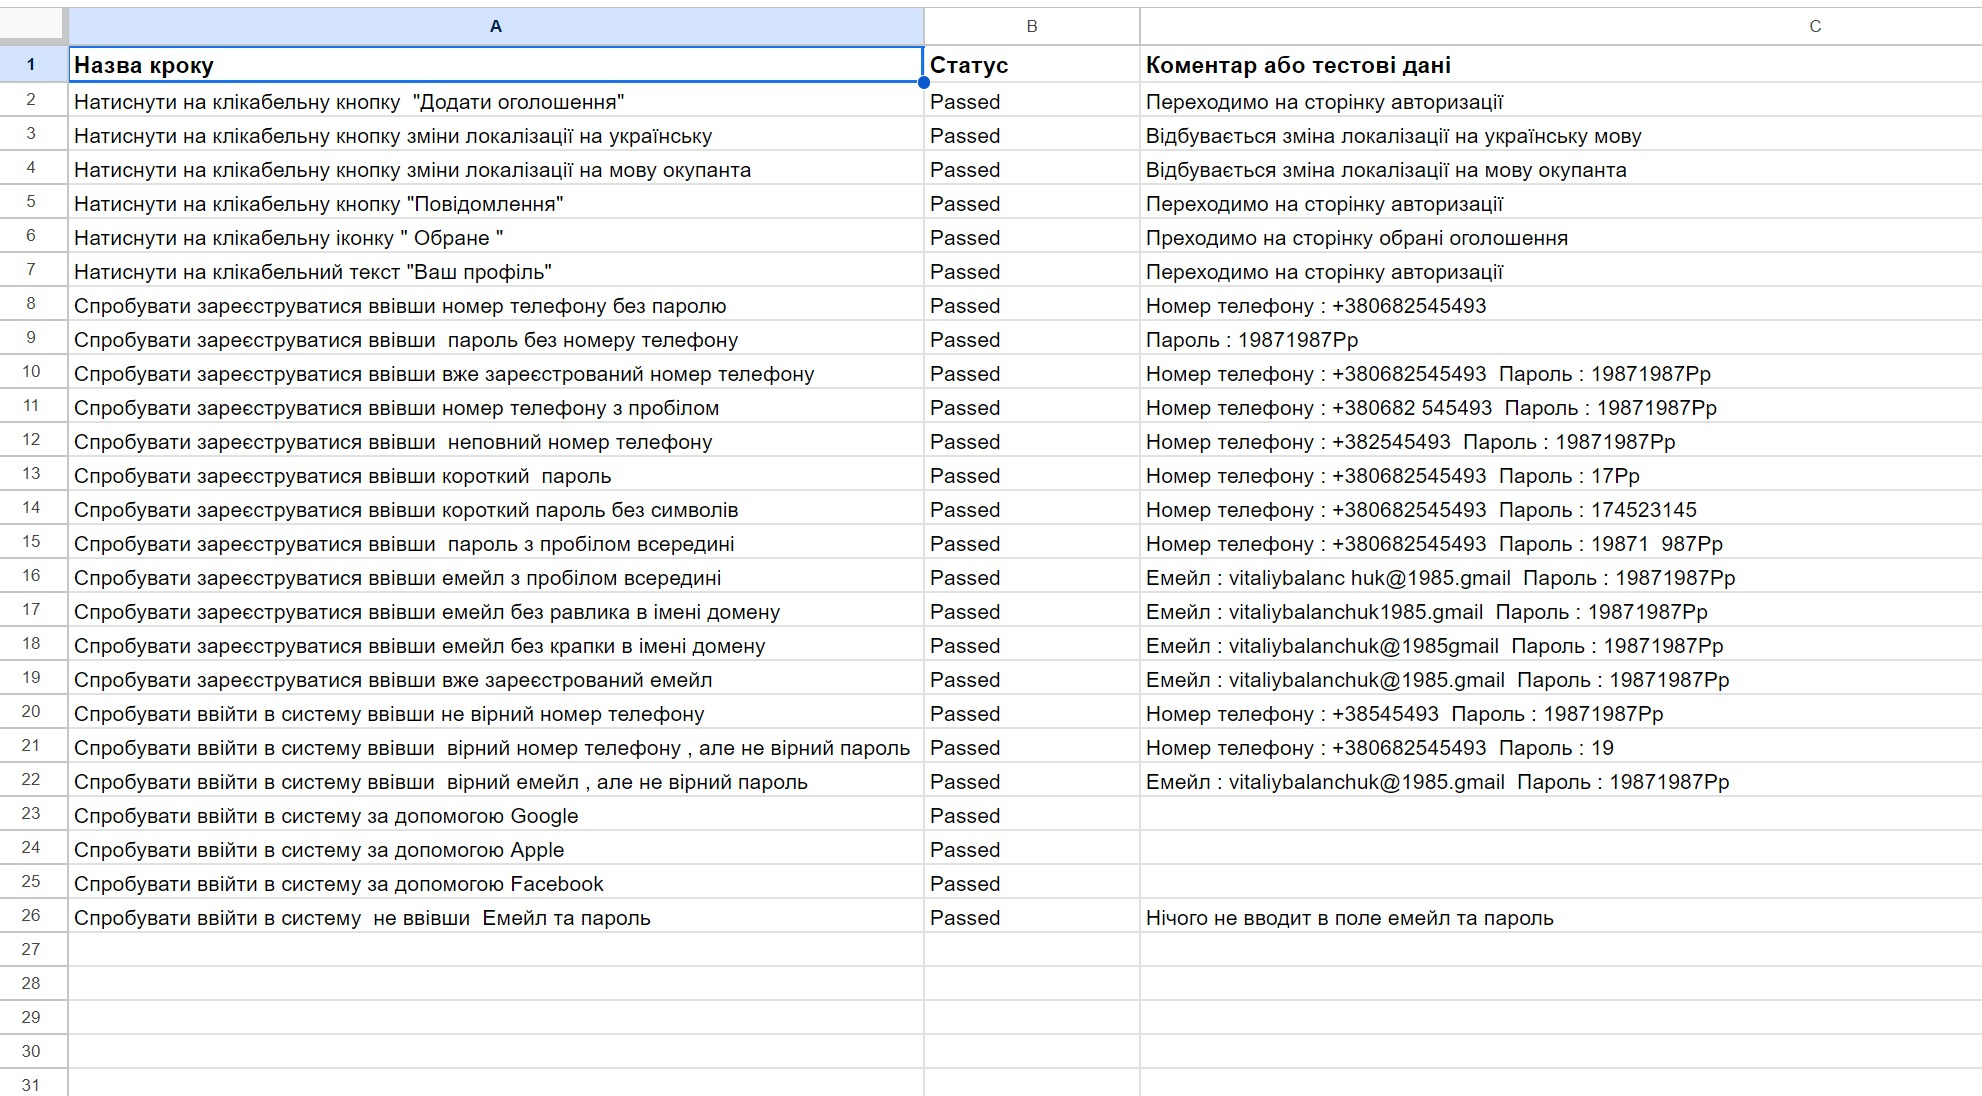 A B C
1 Назва кроку Статус Коментар або тестові дані
2 Натиснути на клікабельну кнопку  "Додати оголошення" Passed Переходимо на сторінку авторизації
3 Натиснути на клікабельну кнопку зміни локалізації на українську Passed Відбувається зміна локалізації на українську мову
4 Натиснути на клікабельну кнопку зміни локалізації на мову окупанта Passed Відбувається зміна локалізації на мову окупанта
5 Натиснути на клікабельну кнопку "Повідомлення" Passed Переходимо на сторінку авторизації
6 Натиснути на клікабельну іконку " Обране " Passed Преходимо на сторінку обрані оголошення
7 Натиснути на клікабельний текст "Ваш профіль" Passed Переходимо на сторінку авторизації
8 Спробувати зареєструватися ввівши номер телефону без паролю Passed Номер телефону : +380682545493
9 Спробувати зареєструватися ввівши  пароль без номеру телефону Passed Пароль : 19871987Pp
10 Спробувати зареєструватися ввівши вже зареєстрований номер телефону Passed Номер телефону : +380682545493  Пароль : 19871987Pp
11 Спробувати зареєструватися ввівши номер телефону з пробілом Passed Номер телефону : +380682 545493  Пароль : 19871987Pp
12 Спробувати зареєструватися ввівши  неповний номер телефону Passed Номер телефону : +382545493  Пароль : 19871987Pp
13 Спробувати зареєструватися ввівши короткий  пароль Passed Номер телефону : +380682545493  Пароль : 17Pp
14 Спробувати зареєструватися ввівши короткий пароль без символів Passed Номер телефону : +380682545493  Пароль : 174523145
15 Спробувати зареєструватися ввівши  пароль з пробілом всередині Passed Номер телефону : +380682545493  Пароль : 19871  987Pp
16 Спробувати зареєструватися ввівши емейл з пробілом всередині Passed Емейл : vitaliybalanc huk@1985.gmail  Пароль : 19871987Pp
17 Спробувати зареєструватися ввівши емейл без равлика в імені домену Passed Емейл : vitaliybalanchuk1985.gmail  Пароль : 19871987Pp
18 Спробувати зареєструватися ввівши емейл без крапки в імені домену Passed Емейл : vitaliybalanchuk@1985gmail  Пароль : 19871987Pp
19 Спробувати зареєструватися ввівши вже зареєстрований емейл Passed Емейл : vitaliybalanchuk@1985.gmail  Пароль : 19871987Pp
20 Спробувати ввійти в систему ввівши не вірний номер телефону Passed Номер телефону : +38545493  Пароль : 19871987Pp
21 Спробувати ввійти в систему ввівши  вірний номер телефону , але не вірний пароль Passed Номер телефону : +380682545493  Пароль : 19
22 Спробувати ввійти в систему ввівши  вірний емейл , але не вірний пароль Passed Емейл : vitaliybalanchuk@1985.gmail  Пароль : 19871987Pp
23 Спробувати ввійти в систему за допомогою Google Passed
24 Спробувати ввійти в систему за допомогою Apple Passed
25 Спробувати ввійти в систему за допомогою Facebook Passed
26 Спробувати ввійти в систему  не ввівши  Емейл та пароль Passed Нічого не вводит в поле емейл та пароль
27
28
29
30
31